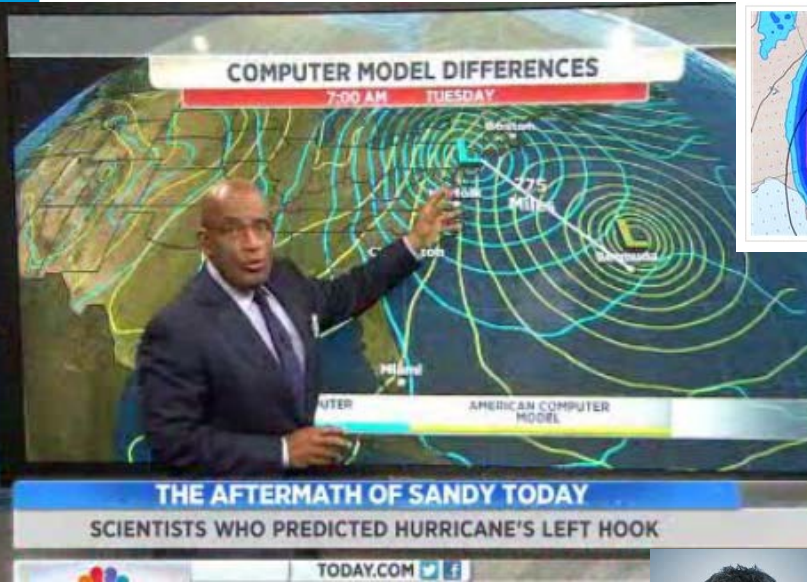 COMPUTER MODEL DIFFERENCES
7:00 AM TUESDAY
Boston
775
Miles
Bermuda
Miami
AMERICAN COMPUTER
MODEL
THE AFTERMATH OF SANDY TODAY
SCIENTISTS WHO PREDICTED HURRICANE'S LEFT HOOK
TODAY.COM